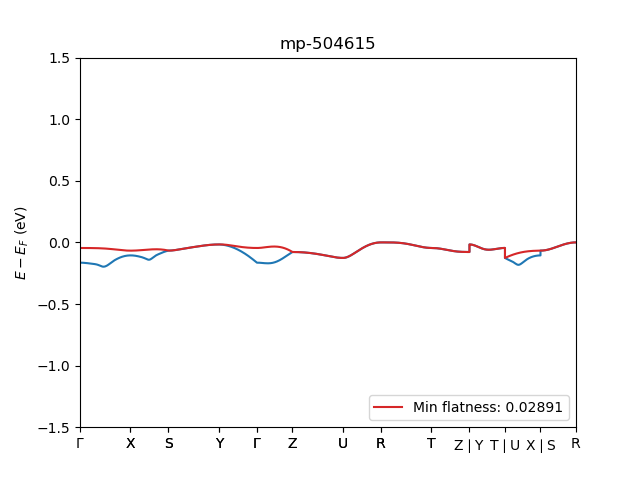 mp-504615
E − E_F (eV)
1.5
1.0
0.5
0.0
−0.5
−1.0
−1.5
Min flatness: 0.02891
Γ X S Y Γ Z U R T Z | Y T | U X | S R